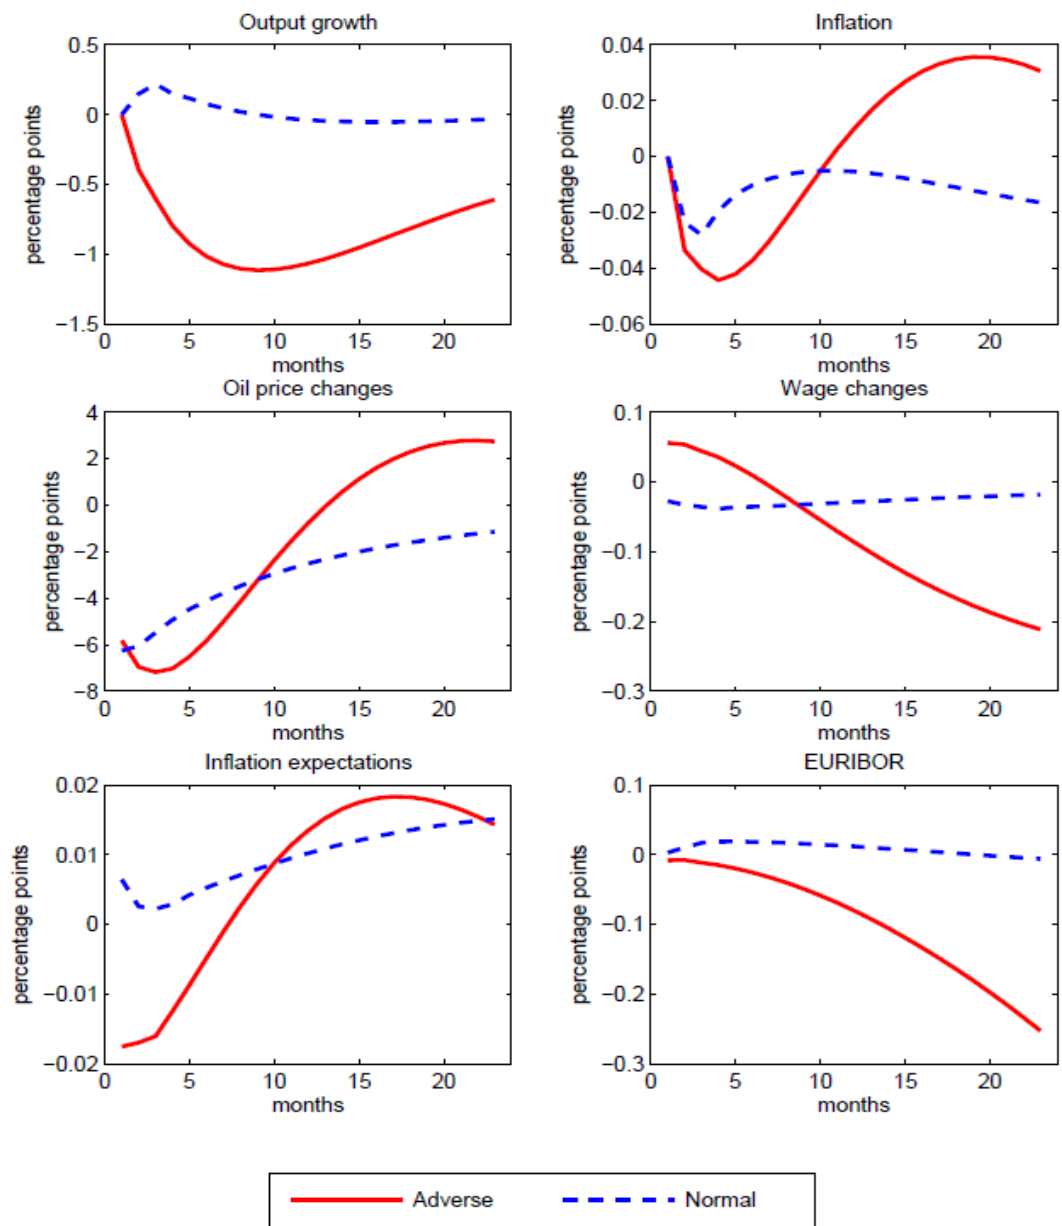 Output growth
percentage points
0.5
0
−0.5
−1
−1.5
0 5 10 15 20
months
Inflation
percentage points
0.04
0.02
0
−0.02
−0.04
−0.06
0 5 10 15 20
months
Oil price changes
percentage points
4
2
0
−2
−4
−6
−8
0 5 10 15 20
months
Wage changes
percentage points
0.1
0
−0.1
−0.2
−0.3
0 5 10 15 20
months
Inflation expectations
percentage points
0.02
0.01
0
−0.01
−0.02
0 5 10 15 20
months
EURIBOR
percentage points
0.1
0
−0.1
−0.2
−0.3
0 5 10 15 20
months
Adverse Normal